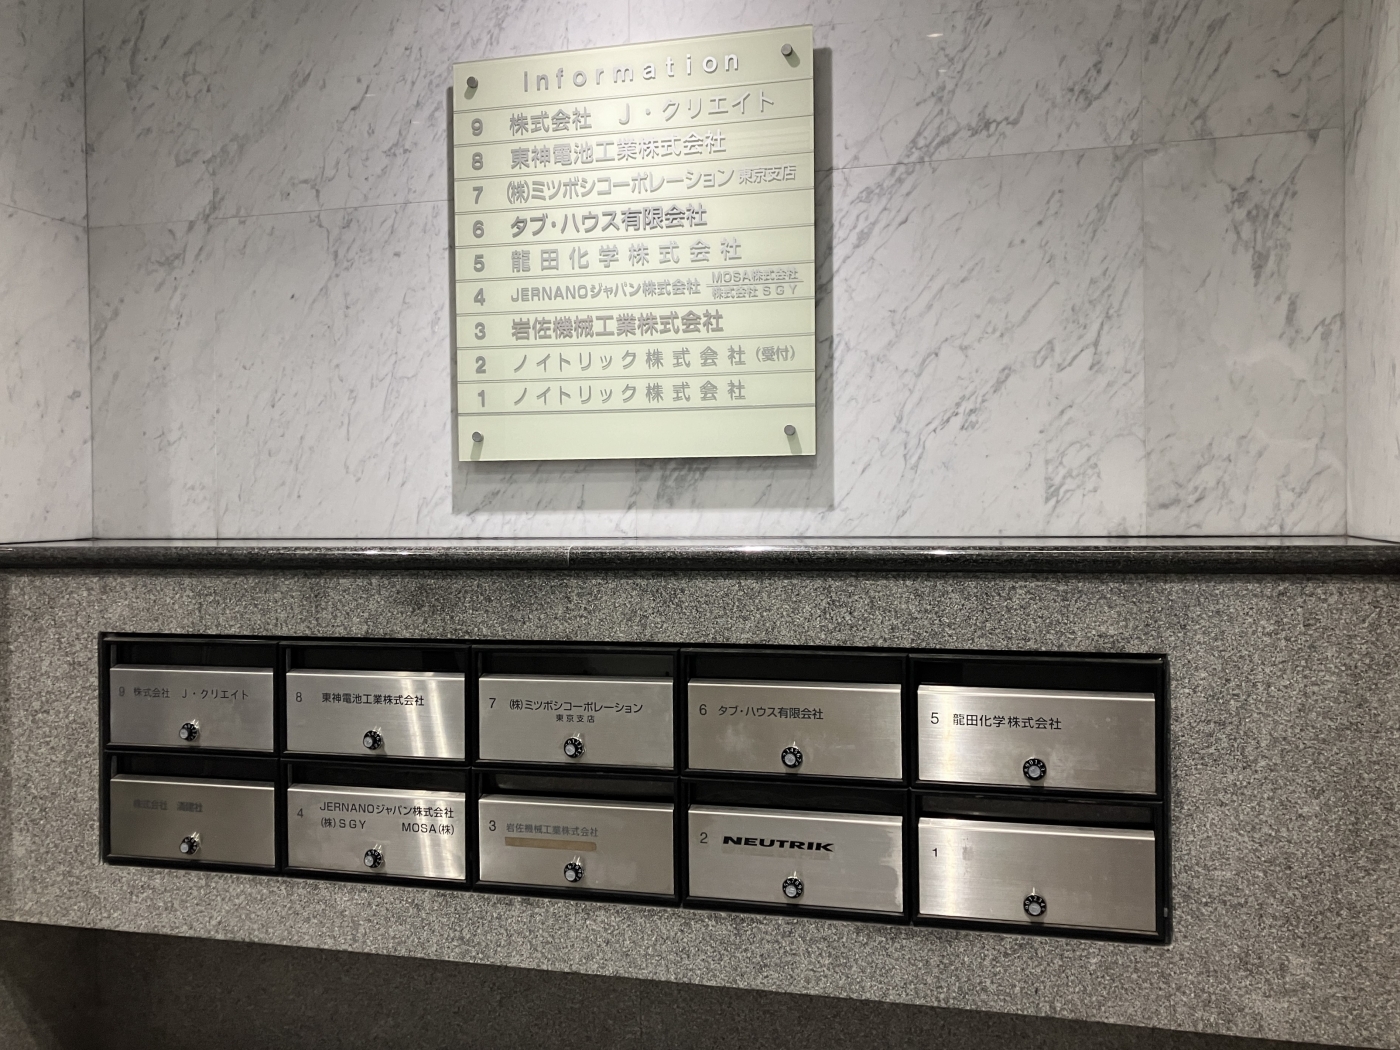 Information
9 株式会社 J・クリエイト
8 東神電池工業株式会社
7 (株)ミツボシコーポレーション 東京支店
6 タブ・ハウス有限会社
5 龍田化学株式会社
4 JERNANOジャパン株式会社 MOSA株式会社
株式会社SGY
3 岩佐機械工業株式会社
2 ノイトリック株式会社(受付)
1 ノイトリック株式会社
9 株式会社 J・クリエイト
8 東神電池工業株式会社
7 (株)ミツボシコーポレーション
東京支店
6 タブ・ハウス有限会社
5 龍田化学株式会社
株式会社
4 JERNANOジャパン株式会社
(株)SGY MOSA(株)
3 岩佐機械工業株式会社
2 NEUTRIK
1